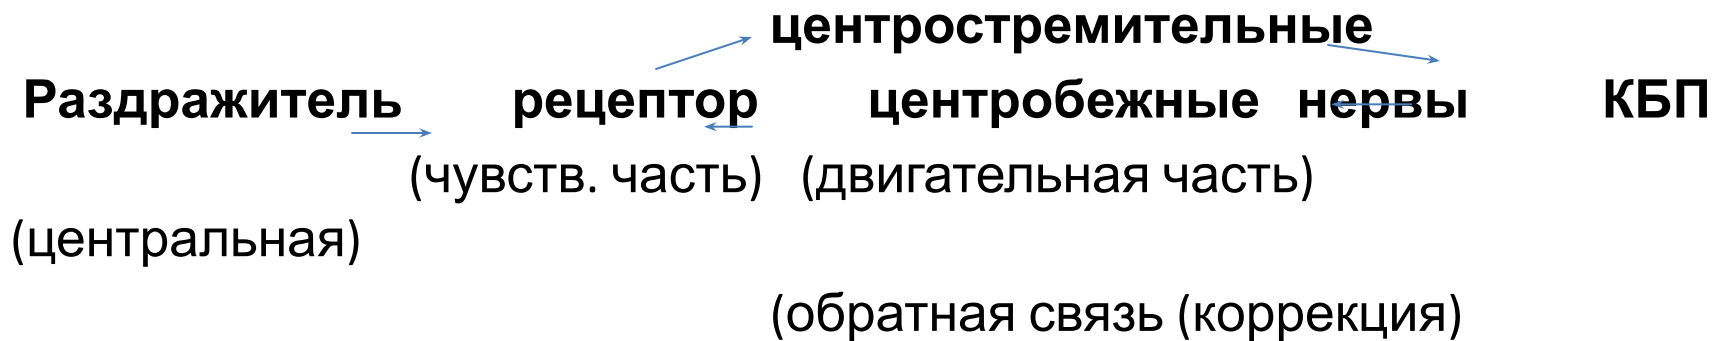 центростремительные
Раздражитель рецептор центробежные нервы КБП
(чувств. часть) (двигательная часть)
(центральная)
(обратная связь (коррекция)